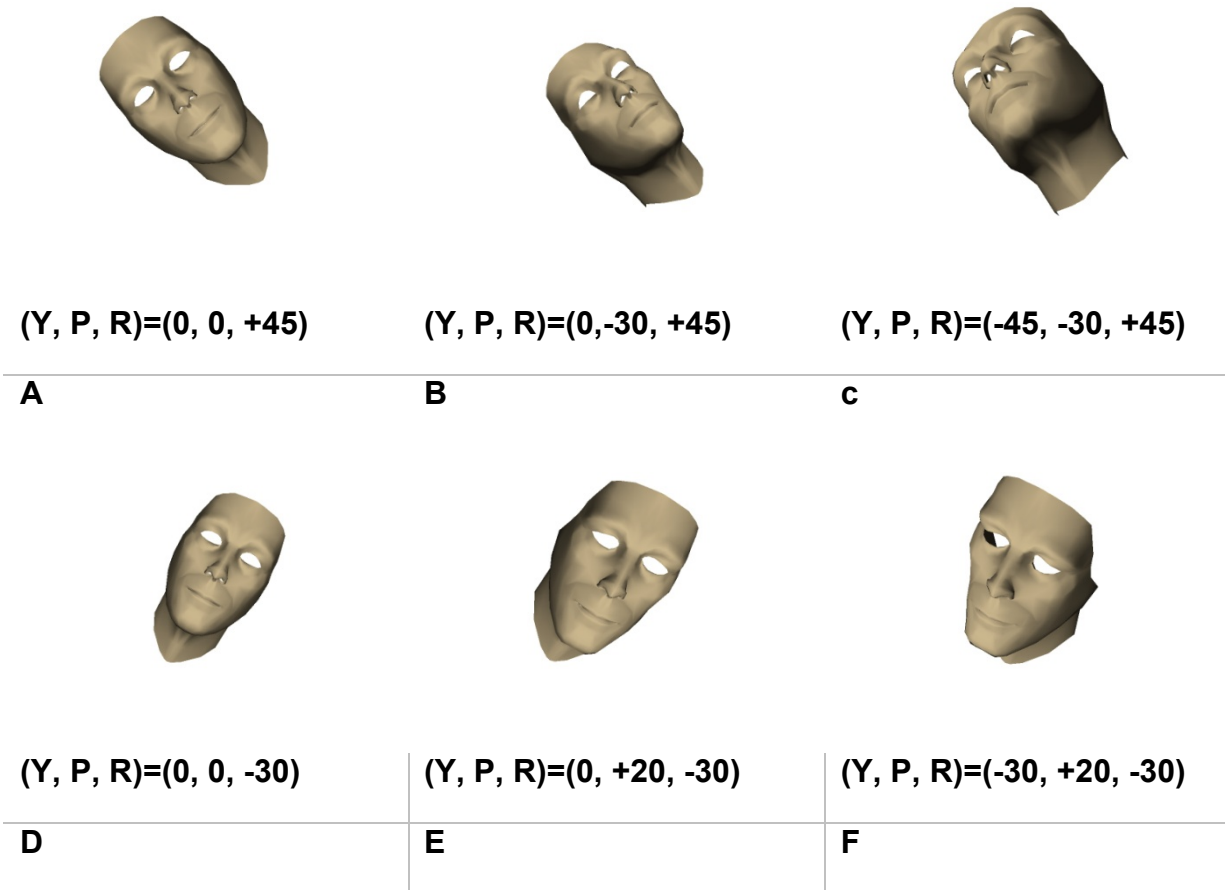 (Y, P, R)=(0, 0, +45)
(Y, P, R)=(0,-30, +45)
(Y, P, R)=(-45, -30, +45)
A
B
c
(Y, P, R)=(0, 0, -30)
(Y, P, R)=(0, +20, -30)
(Y, P, R)=(-30, +20, -30)
D
E
F